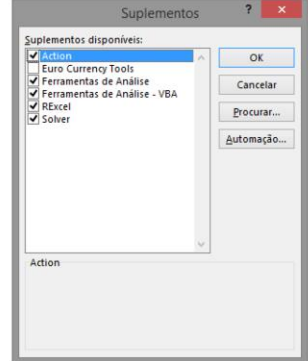 Suplementos
?
×
Suplementos disponíveis:
Action
Euro Currency Tools
Ferramentas de Análise
Ferramentas de Análise - VBA
RExcel
Solver
OK
Cancelar
Procurar...
Automação...
Action